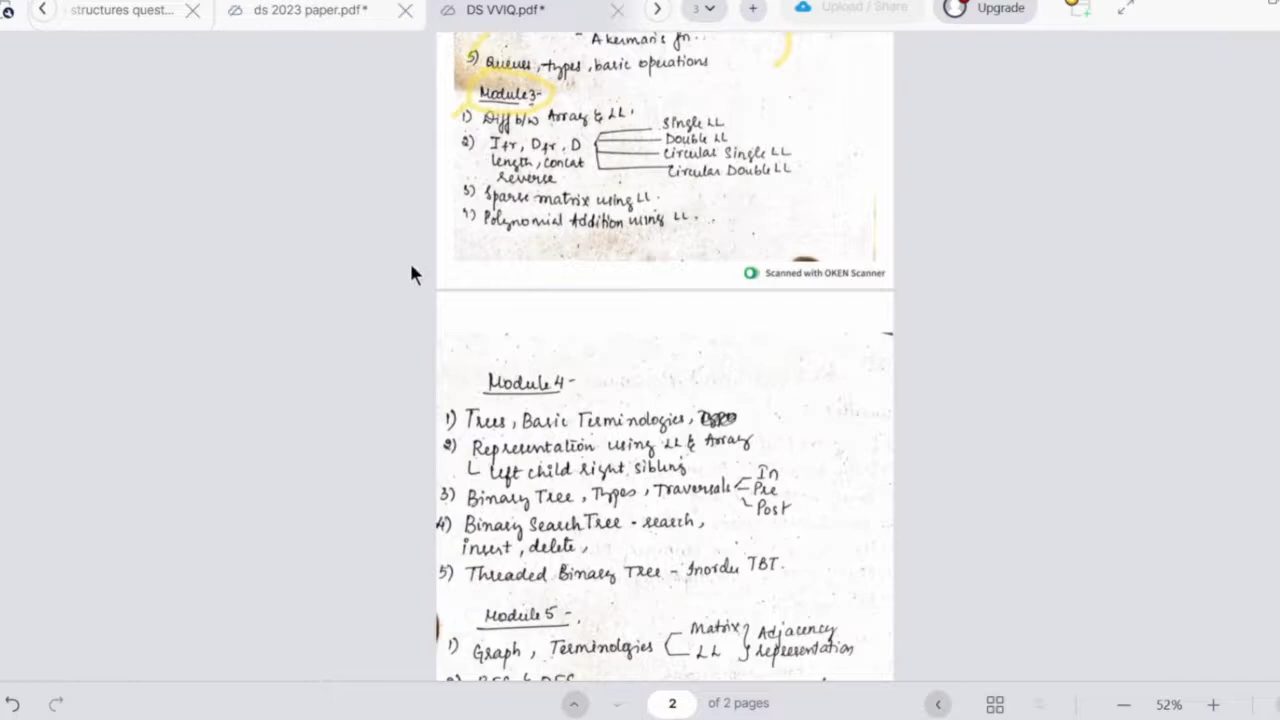 structures quest...
ds 2023 paper.pdf*
DS VVIQ.pdf*
3
Upload / Share
Upgrade
- Akerman's fn..
5) Queues, types, basic operations
Module 3-
1) Diff b/w Array & LL.
2) Ifr, Dfr, D
length, concat
reverse
Single LL
Double LL
Circular Single LL
Circular Double LL
3) Sparse matrix using LL.
4) Polynomial Addition using LL.
Scanned with OKEN Scanner
Module 4-
1) Trees, Basic Terminologies,
2) Representation using LL & Array
left child right sibling
3) Binary Tree, Types, Traversals
In
Pre
Post
4) Binary Search Tree - search,
insert, delete,
5) Threaded Binary Tree - Inorder TBT.
Module 5-
1) Graph, Terminologies
Matrix
LL
Adjacency
representation
2 of 2 pages
52%